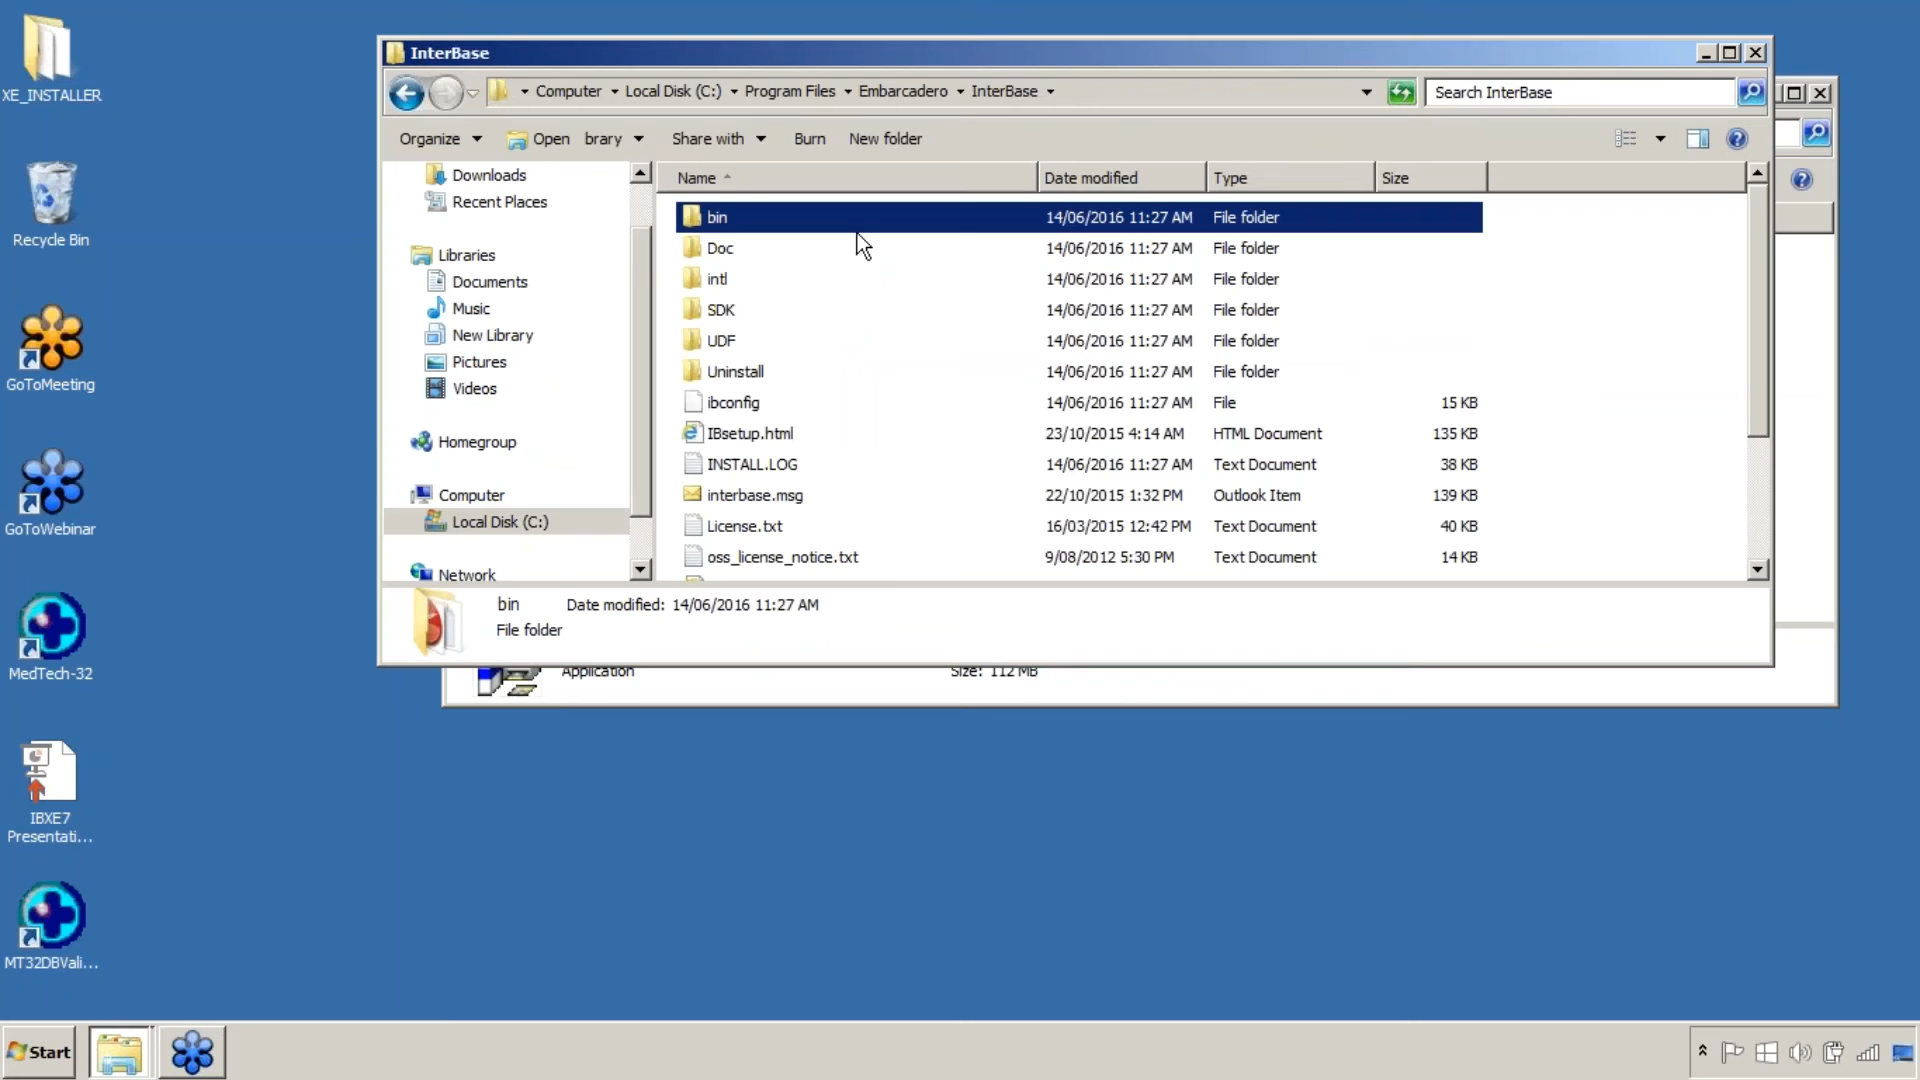 XE_INSTALLER
Recycle Bin
GoToMeeting
GoToWebinar
MedTech-32
IBXE7
Presentati...
MT32DBVali...
InterBase
Computer Local Disk (C:) Program Files Embarcadero InterBase
Search InterBase
Organize Open brary Share with Burn New folder
Downloads
Recent Places
Libraries
Documents
Music
New Library
Pictures
Videos
Homegroup
Computer
Local Disk (C:)
Network
Name Date modified Type Size
bin 14/06/2016 11:27 AM File folder
Doc 14/06/2016 11:27 AM File folder
intl 14/06/2016 11:27 AM File folder
SDK 14/06/2016 11:27 AM File folder
UDF 14/06/2016 11:27 AM File folder
Uninstall 14/06/2016 11:27 AM File folder
ibconfig 14/06/2016 11:27 AM File 15 KB
IBsetup.html 23/10/2015 4:14 AM HTML Document 135 KB
INSTALL.LOG 14/06/2016 11:27 AM Text Document 38 KB
interbase.msg 22/10/2015 1:32 PM Outlook Item 139 KB
License.txt 16/03/2015 12:42 PM Text Document 40 KB
oss_license_notice.txt 9/08/2012 5:30 PM Text Document 14 KB
bin Date modified: 14/06/2016 11:27 AM
File folder
Application Size: 112 MB
Start